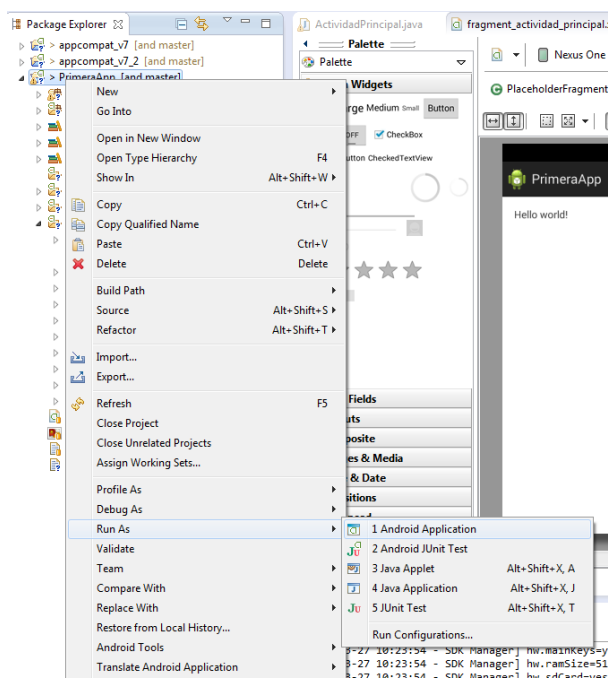 Package Explorer
ActividadPrincipal.java
fragment_actividad_principal.
> appcompat_v7 [and master]
> appcompat_v7_2 [and master]
> PrimeraApp [and master]
Palette
Palette
Nexus One
Widgets
PlaceholderFragment
Large Medium Small Button
OFF CheckBox
CheckedTextView
PrimeraApp
Hello world!
New
Go Into
Open in New Window
Open Type Hierarchy F4
Show In Alt+Shift+W
Copy Ctrl+C
Copy Qualified Name
Paste Ctrl+V
Delete Delete
Build Path
Source Alt+Shift+S
Refactor Alt+Shift+T
Import...
Export...
Refresh F5
Close Project
Close Unrelated Projects
Assign Working Sets...
Profile As
Debug As
Run As
Validate
Team
Compare With
Replace With
Restore from Local History...
Android Tools
Translate Android Application
Fields
uts
posite
es & Media
& Date
sitions
1 Android Application
2 Android JUnit Test
3 Java Applet Alt+Shift+X, A
4 Java Application Alt+Shift+X, J
5 JUnit Test Alt+Shift+X, T
Run Configurations...
3-27 10:23:54 - SDK Manager] hw.mainKeys=y
3-27 10:23:54 - SDK Manager] hw.ramSize=51
3-27 10:23:54 - SDK Manager] hw.sdCard=yes